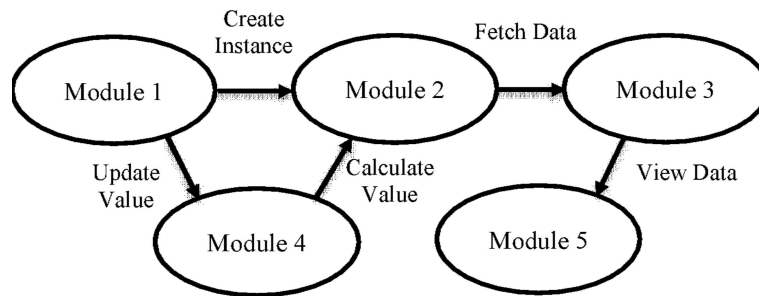 Create
Instance
Fetch Data
Module 1
Module 2
Module 3
Update
Value
Calculate
Value
View Data
Module 4
Module 5